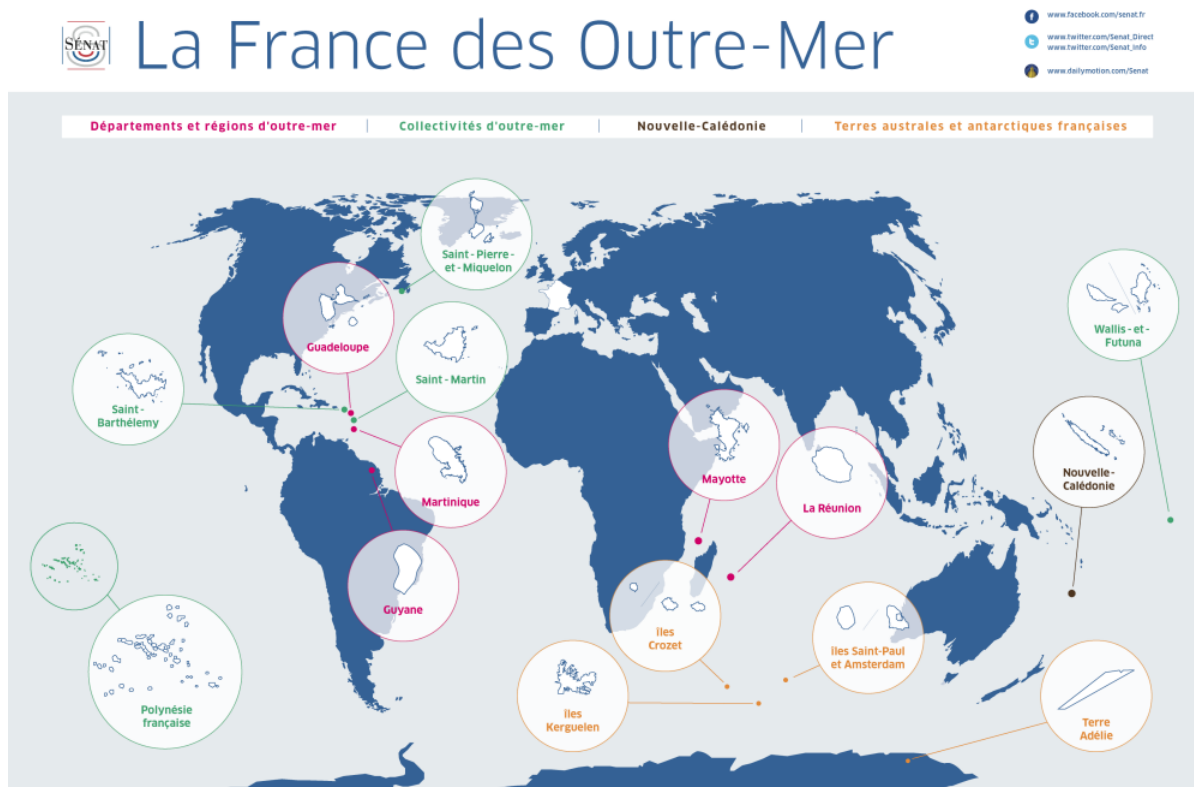 SÉNAT
La France des Outre-Mer
www.facebook.com/senat.fr
www.twitter.com/Sénat_Direct
www.twitter.com/Senat_Info
www.dailymotion.com/Senat
Départements et régions d'outre-mer
Collectivités d'outre-mer
Nouvelle-Calédonie
Terres australes et antarctiques françaises
Saint-Pierre-
et-Miquelon
Guadeloupe
Saint-Martin
Saint-
Barthélemy
Martinique
Guyane
Polynésie
française
Mayotte
La Réunion
Wallis-et-
Futuna
Nouvelle-
Calédonie
îles
Crozet
îles Saint-Paul
et Amsterdam
îles
Kerguelen
Terre
Adélie